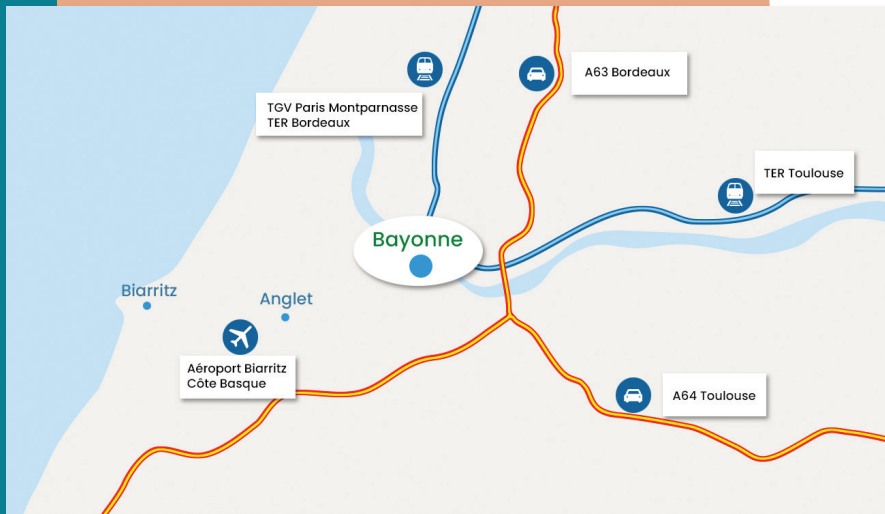 A63 Bordeaux
TGV Paris Montparnasse
TER Bordeaux
TER Toulouse
Bayonne
Biarritz
Anglet
Aéroport Biarritz
Côte Basque
A64 Toulouse